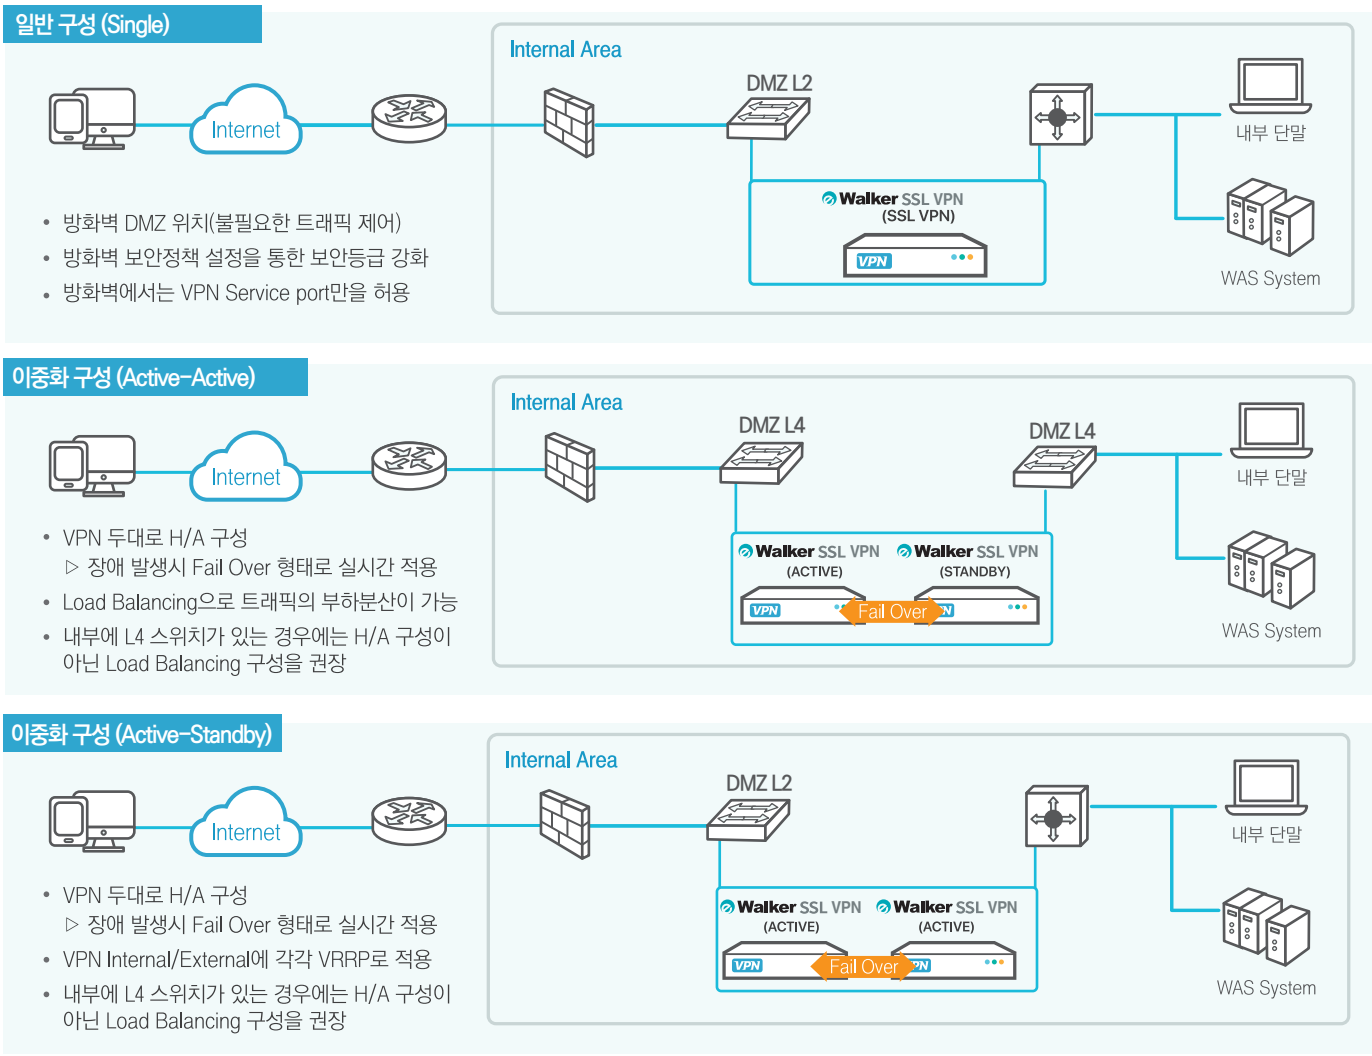 일반 구성 (Single)
Internal Area
DMZ L2
Internet
내부 단말
Walker SSL VPN
(SSL VPN)
VPN
WAS System
• 방화벽 DMZ 위치(불필요한 트래픽 제어)
• 방화벽 보안정책 설정을 통한 보안등급 강화
• 방화벽에서는 VPN Service port만을 허용
이중화 구성 (Active-Active)
Internal Area
DMZ L4
DMZ L4
Internet
내부 단말
Walker SSL VPN
(ACTIVE)
VPN
Walker SSL VPN
(STANDBY)
Fail Over
PN
WAS System
• VPN 두대로 H/A 구성
▷ 장애 발생시 Fail Over 형태로 실시간 적용
• Load Balancing으로 트래픽의 부하분산이 가능
• 내부에 L4 스위치가 있는 경우에는 H/A 구성이
아닌 Load Balancing 구성을 권장
이중화 구성 (Active-Standby)
Internal Area
DMZ L2
Internet
내부 단말
Walker SSL VPN
(ACTIVE)
VPN
Walker SSL VPN
(ACTIVE)
Fail Over
PN
WAS System
• VPN 두대로 H/A 구성
▷ 장애 발생시 Fail Over 형태로 실시간 적용
• VPN Internal/External에 각각 VRRP로 적용
• 내부에 L4 스위치가 있는 경우에는 H/A 구성이
아닌 Load Balancing 구성을 권장